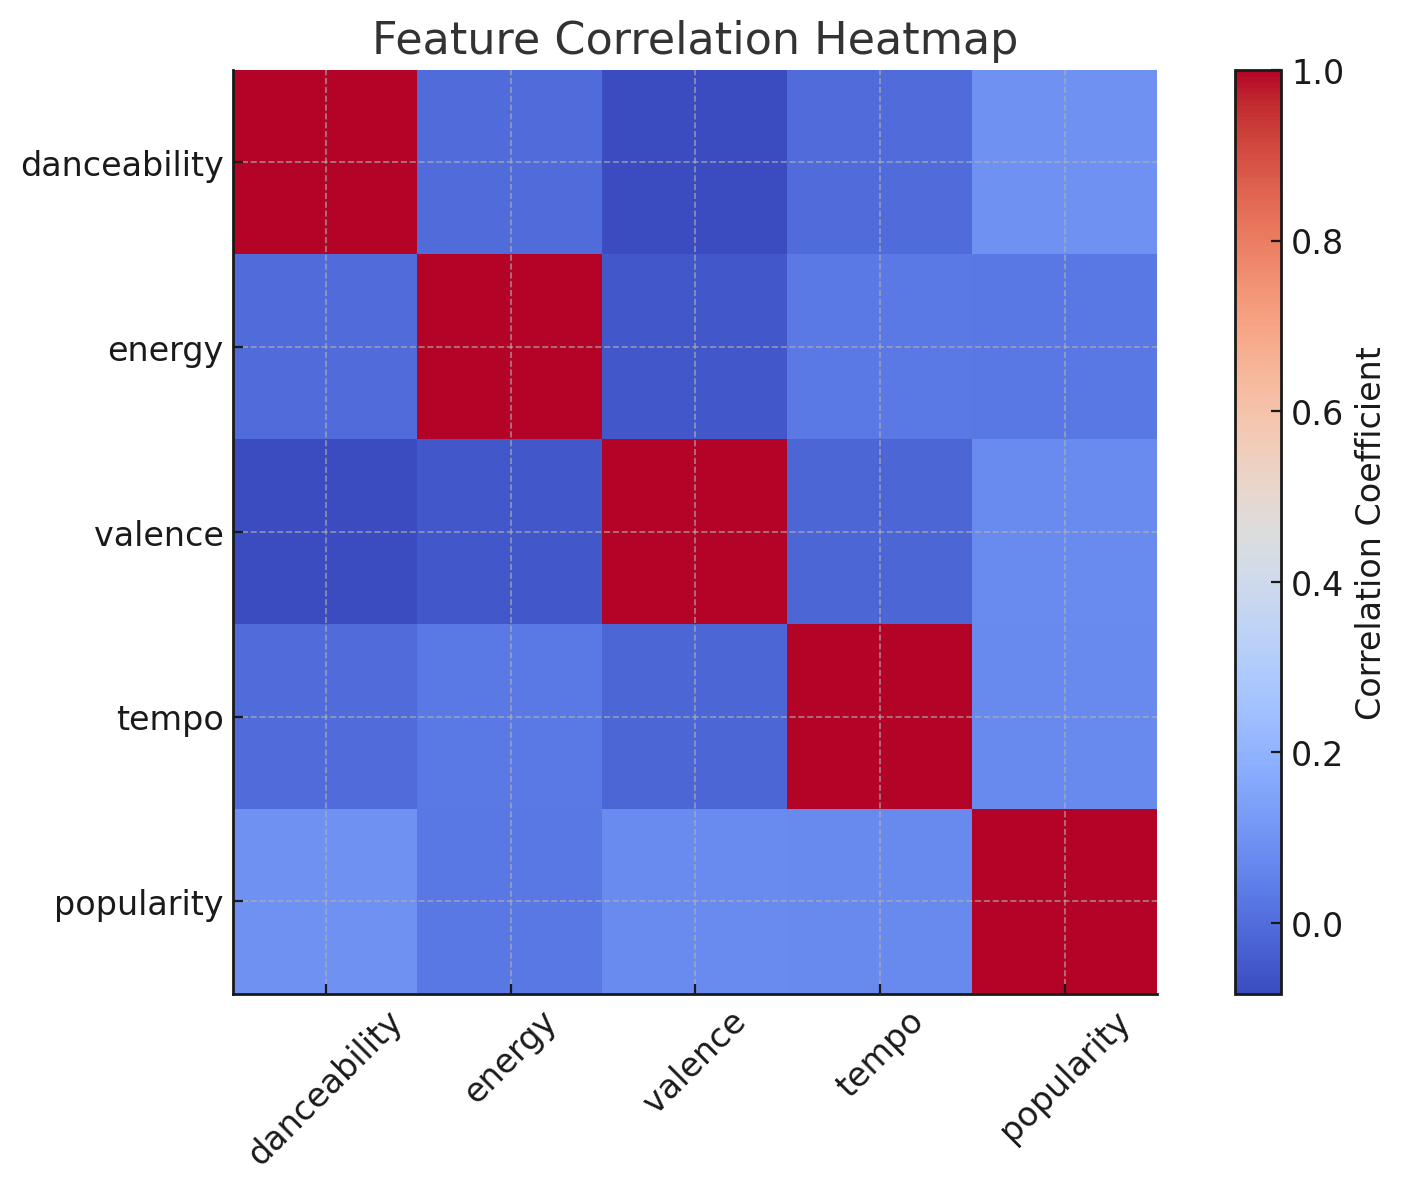 Feature Correlation Heatmap
danceability
energy
valence
tempo
popularity
danceability
energy
valence
tempo
popularity
1.0
0.8
0.6
0.4
0.2
0.0
Correlation Coefficient